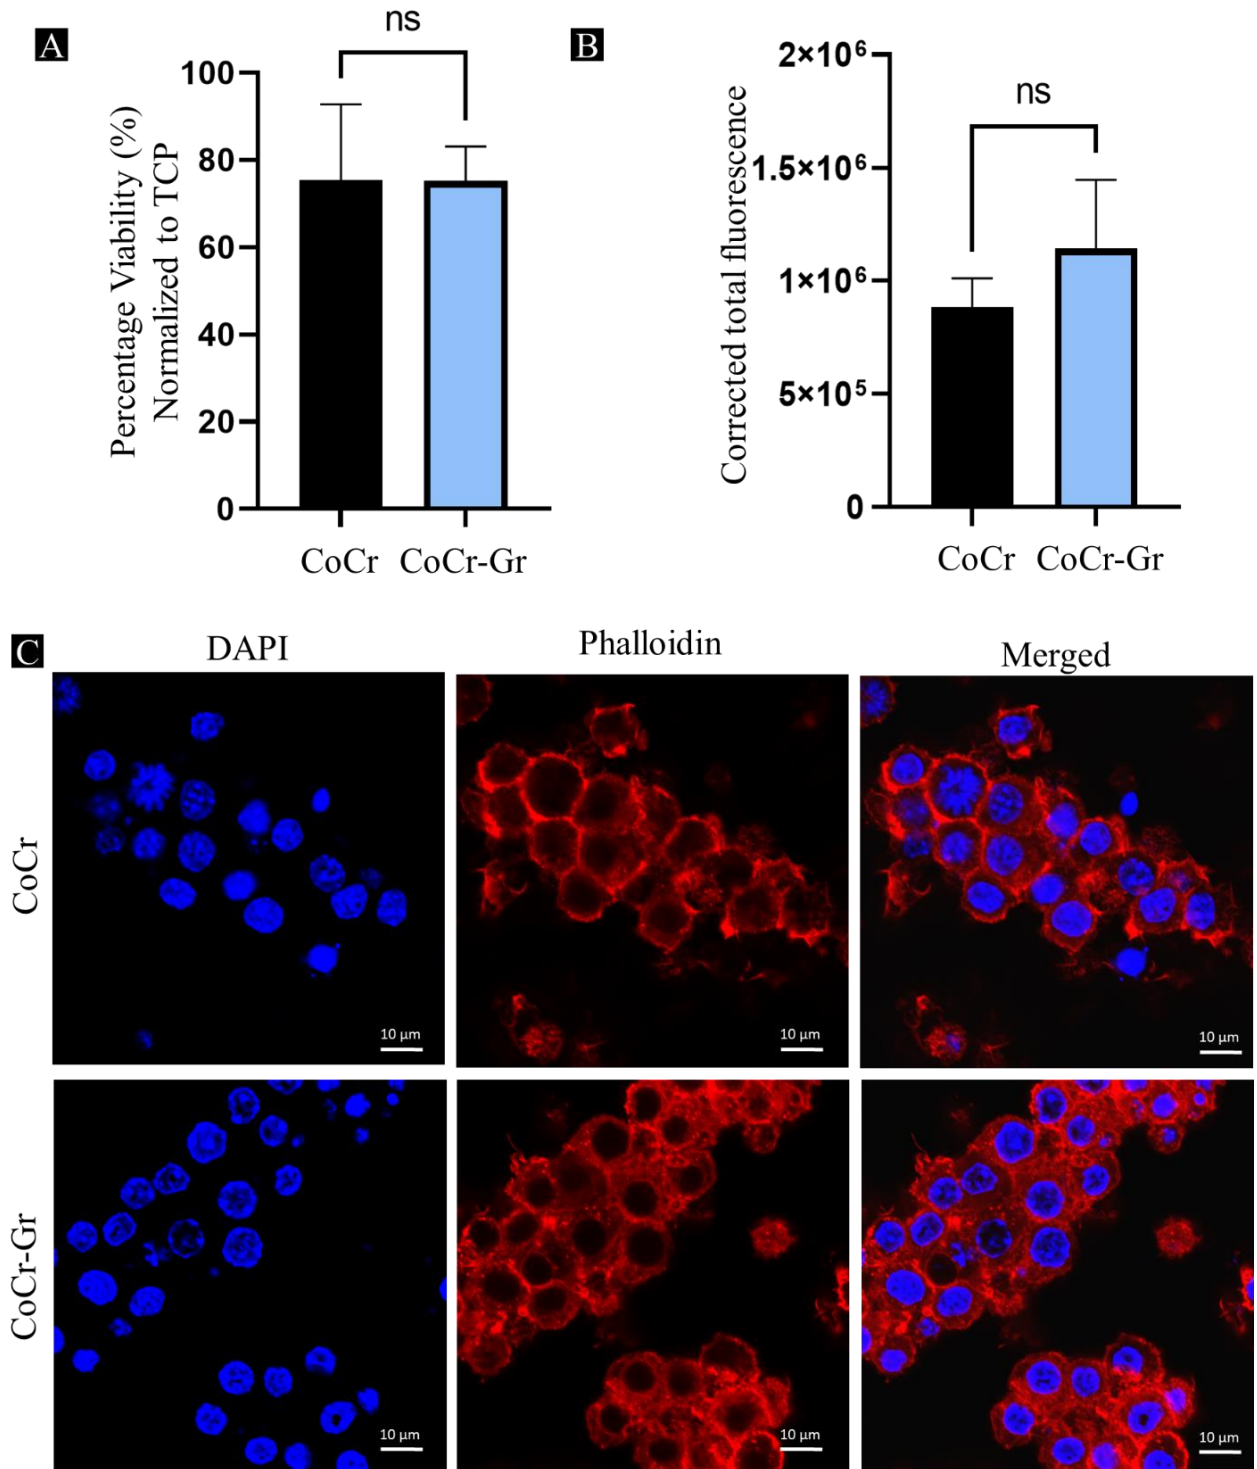 A
ns
Percentage Viability (%)
Normalized to TCP
100
80
60
40
20
0
CoCr
CoCr-Gr
B
ns
Corrected total fluorescence
2×10⁶
1.5×10⁶
1×10⁶
5×10⁵
0
CoCr
CoCr-Gr
C
DAPI
Phalloidin
Merged
CoCr
10 μm
10 μm
10 μm
CoCr-Gr
10 μm
10 μm
10 μm